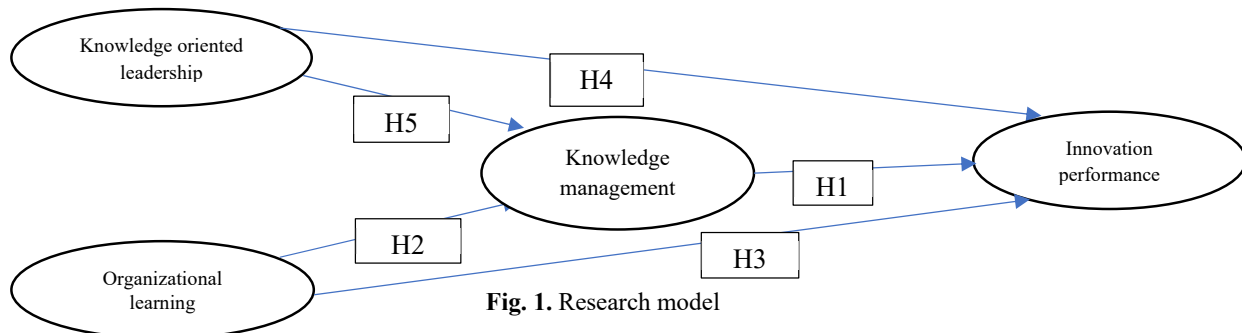 Knowledge oriented
leadership
H4
H5
Knowledge
management
H1
Innovation
performance
H2
H3
Organizational
learning
Fig. 1. Research model